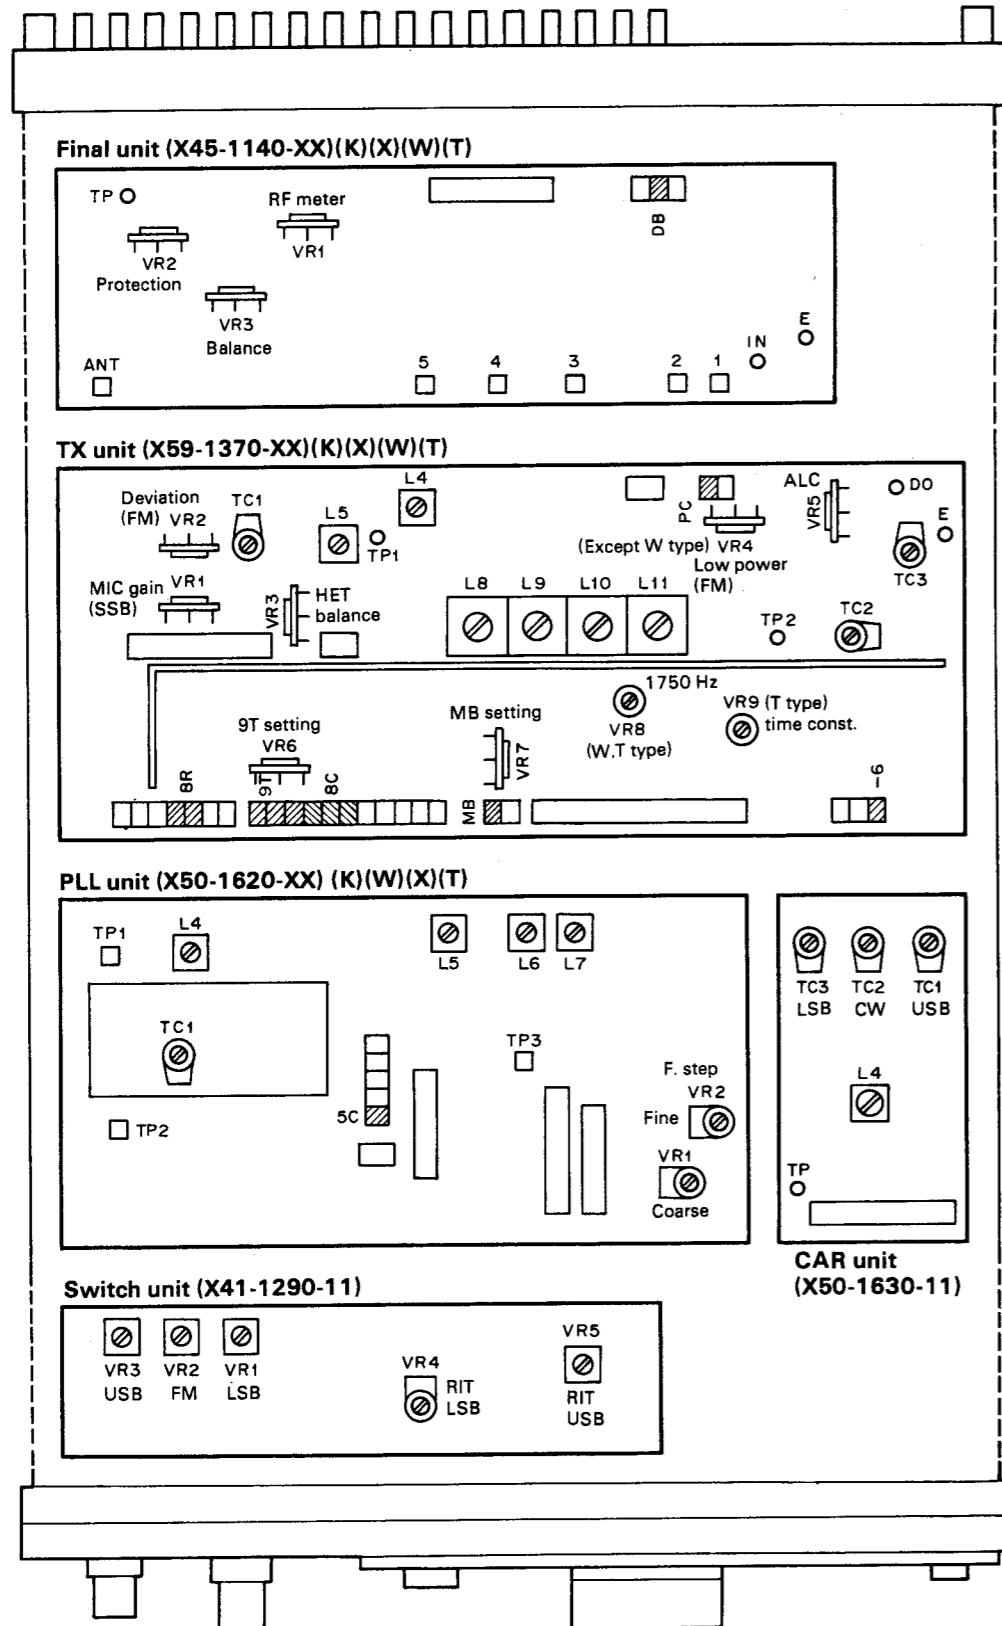 Final unit (X45-1140-XX)(K)(X)(W)(T)
TP
RF meter
VR1
DB
VR2
Protection
VR3
Balance
ANT
5
4
3
2
1
IN
E
TX unit (X59-1370-XX)(K)(X)(W)(T)
Deviation
(FM) VR2
TC1
L5
L4
TP1
PC
(Except W type) VR4
Low power
(FM)
ALC
VR5
DO
E
TC3
MIC gain
(SSB)
VR1
VR3
HET
balance
L8
L9
L10
L11
TP2
TC2
1750 Hz
VR8
(W,T type)
VR9 (T type)
time const.
9T setting
VR6
MB setting
VR7
8R
9T
8C
MB
-6
PLL unit (X50-1620-XX) (K)(W)(X)(T)
TP1
L4
L5
L6
L7
TC1
TP3
5C
TP2
F. step
VR2
Fine
VR1
Coarse
TC3
LSB
TC2
CW
TC1
USB
L4
TP
CAR unit
(X50-1630-11)
Switch unit (X41-1290-11)
VR3
USB
VR2
FM
VR1
LSB
VR4
RIT
LSB
VR5
RIT
USB